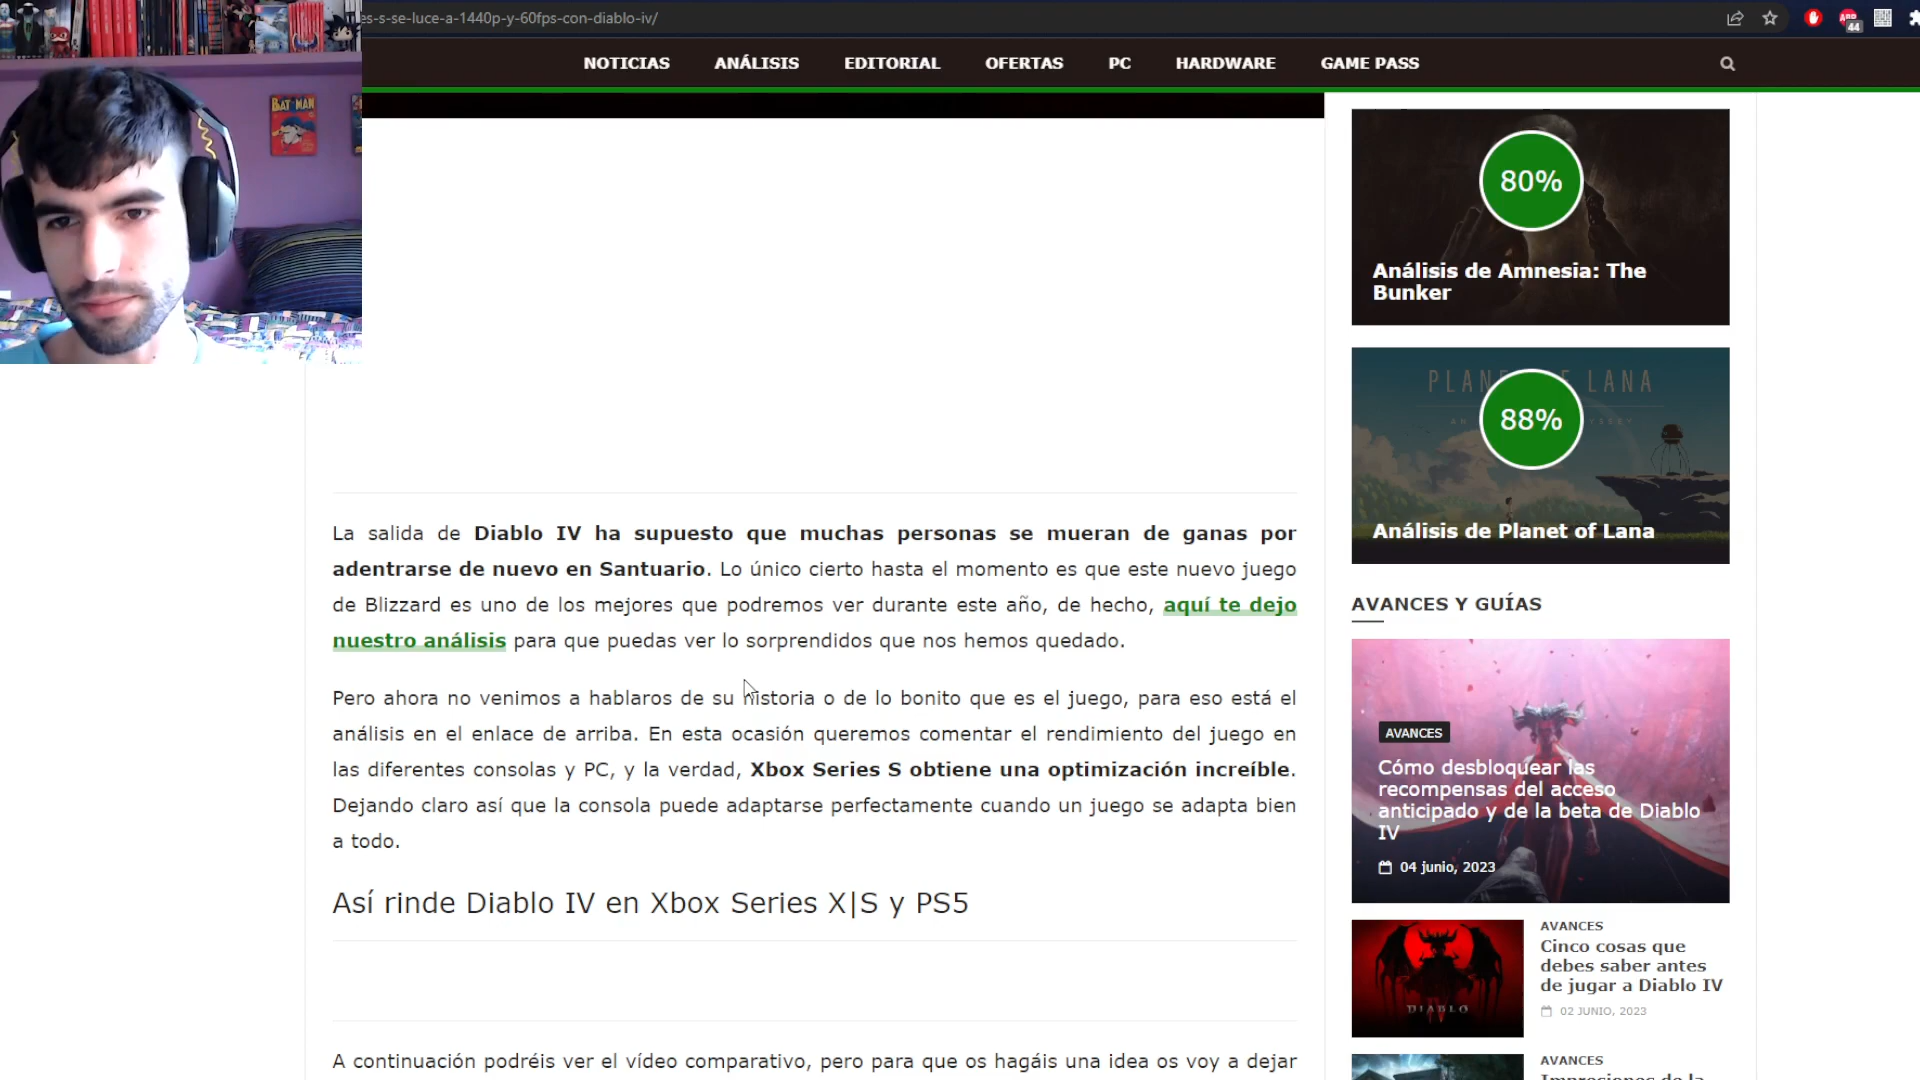 es-s-se-luce-a-1440p-y-60fps-con-diablo-iv/
44
NOTICIAS ANÁLISIS EDITORIAL OFERTAS PC HARDWARE GAME PASS
BATMAN
80%
Análisis de Amnesia: The
Bunker
88%
Análisis de Planet of Lana
La salida de Diablo IV ha supuesto que muchas personas se mueran de ganas por
adentrarse de nuevo en Santuario. Lo único cierto hasta el momento es que este nuevo juego
de Blizzard es uno de los mejores que podremos ver durante este año, de hecho, aquí te dejo
nuestro análisis para que puedas ver lo sorprendidos que nos hemos quedado.
Pero ahora no venimos a hablaros de su historia o de lo bonito que es el juego, para eso está el
análisis en el enlace de arriba. En esta ocasión queremos comentar el rendimiento del juego en
las diferentes consolas y PC, y la verdad, Xbox Series S obtiene una optimización increíble.
Dejando claro así que la consola puede adaptarse perfectamente cuando un juego se adapta bien
a todo.
Así rinde Diablo IV en Xbox Series X|S y PS5
A continuación podréis ver el vídeo comparativo, pero para que os hagáis una idea os voy a dejar
AVANCES Y GUÍAS
AVANCES
Cómo desbloquear las
recompensas del acceso
anticipado y de la beta de Diablo
IV
04 junio, 2023
DIABLO
AVANCES
Cinco cosas que
debes saber antes
de jugar a Diablo IV
02 JUNIO, 2023
AVANCES
Impresiones de la